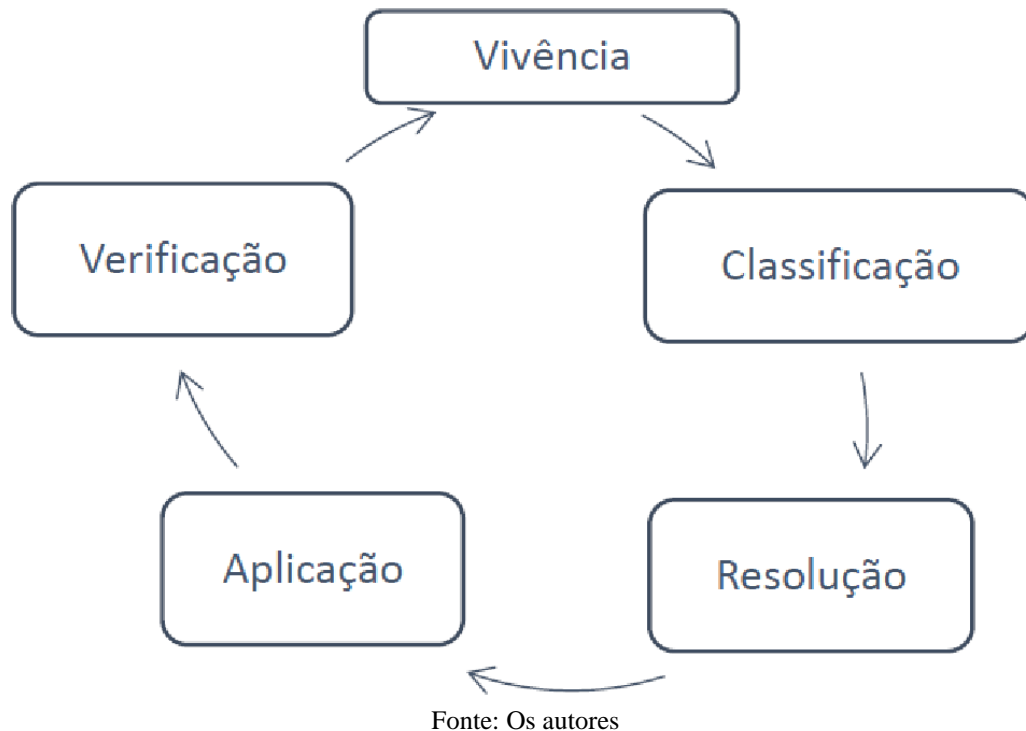 Vivência
Verificação
Classificação
Aplicação
Resolução
Fonte: Os autores